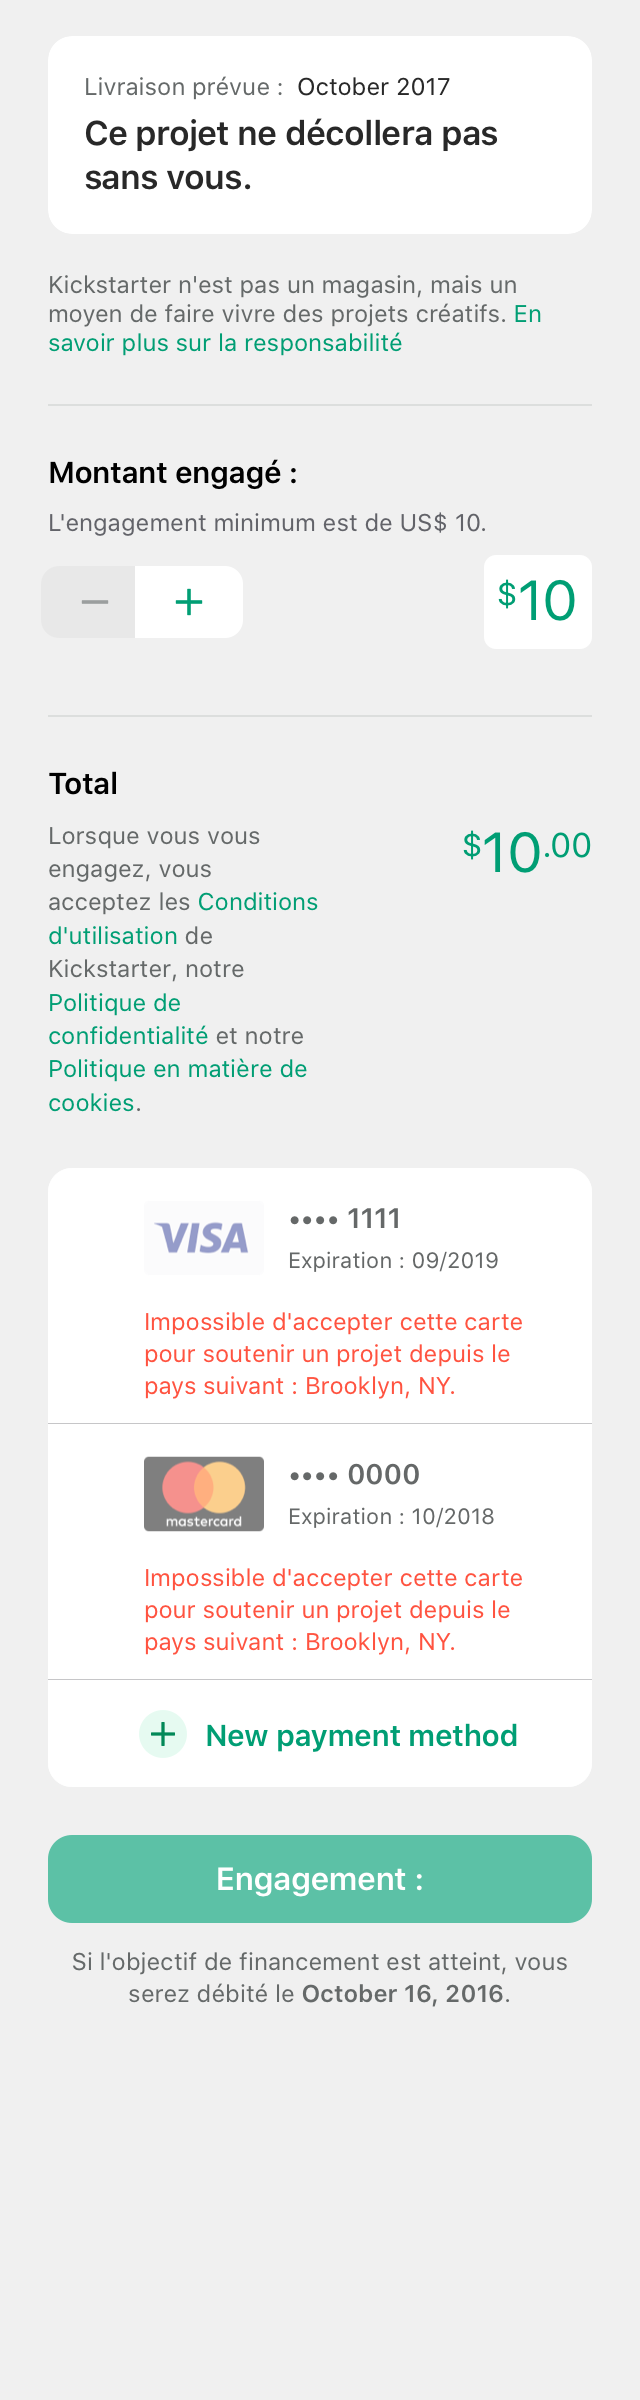 Livraison prévue : October 2017
Ce projet ne décollera pas
sans vous.
Kickstarter n'est pas un magasin, mais un
moyen de faire vivre des projets créatifs. En
savoir plus sur la responsabilité
Montant engagé :
L'engagement minimum est de US$ 10.
− +
$10
Total
Lorsque vous vous
engagez, vous
acceptez les Conditions
d'utilisation de
Kickstarter, notre
Politique de
confidentialité et notre
Politique en matière de
cookies.
$10.00
VISA
•••• 1111
Expiration : 09/2019
Impossible d'accepter cette carte
pour soutenir un projet depuis le
pays suivant : Brooklyn, NY.
mastercard
•••• 0000
Expiration : 10/2018
Impossible d'accepter cette carte
pour soutenir un projet depuis le
pays suivant : Brooklyn, NY.
+ New payment method
Engagement :
Si l'objectif de financement est atteint, vous
serez débité le October 16, 2016.